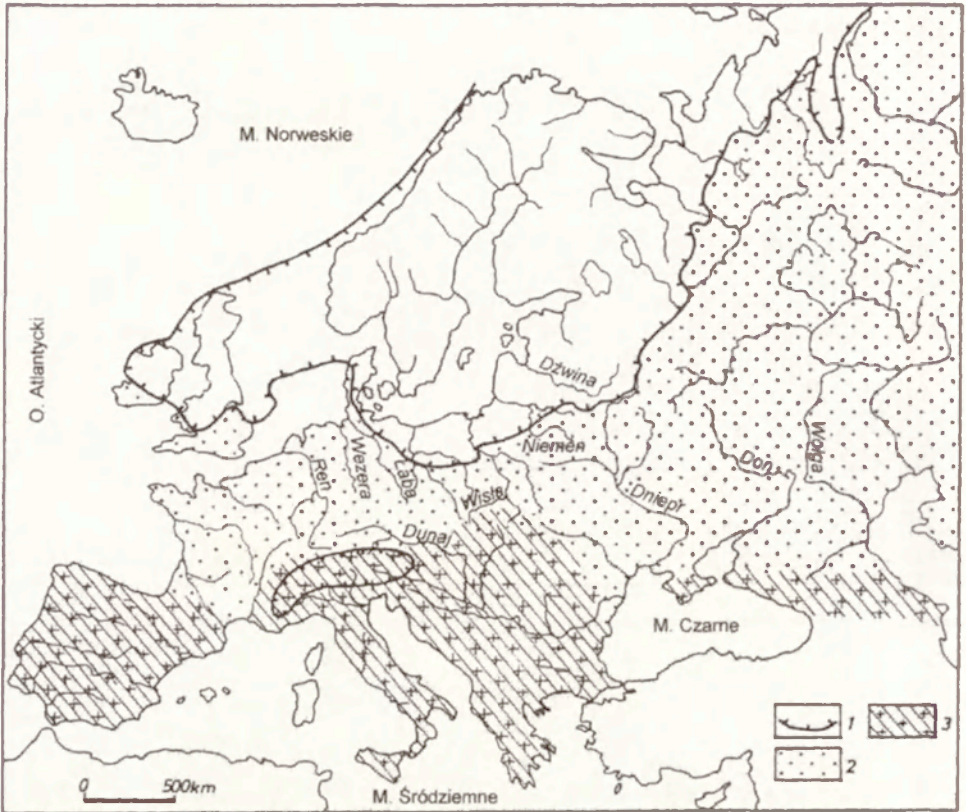 M. Norweskie
O. Atlantycki
Dźwina
Niemen
Ren
Wezera
Łaba
Wisła
Dniepr
Don
Wołga
Dunaj
M. Czarne
1
3
2
0 500km
M. Śródziemne